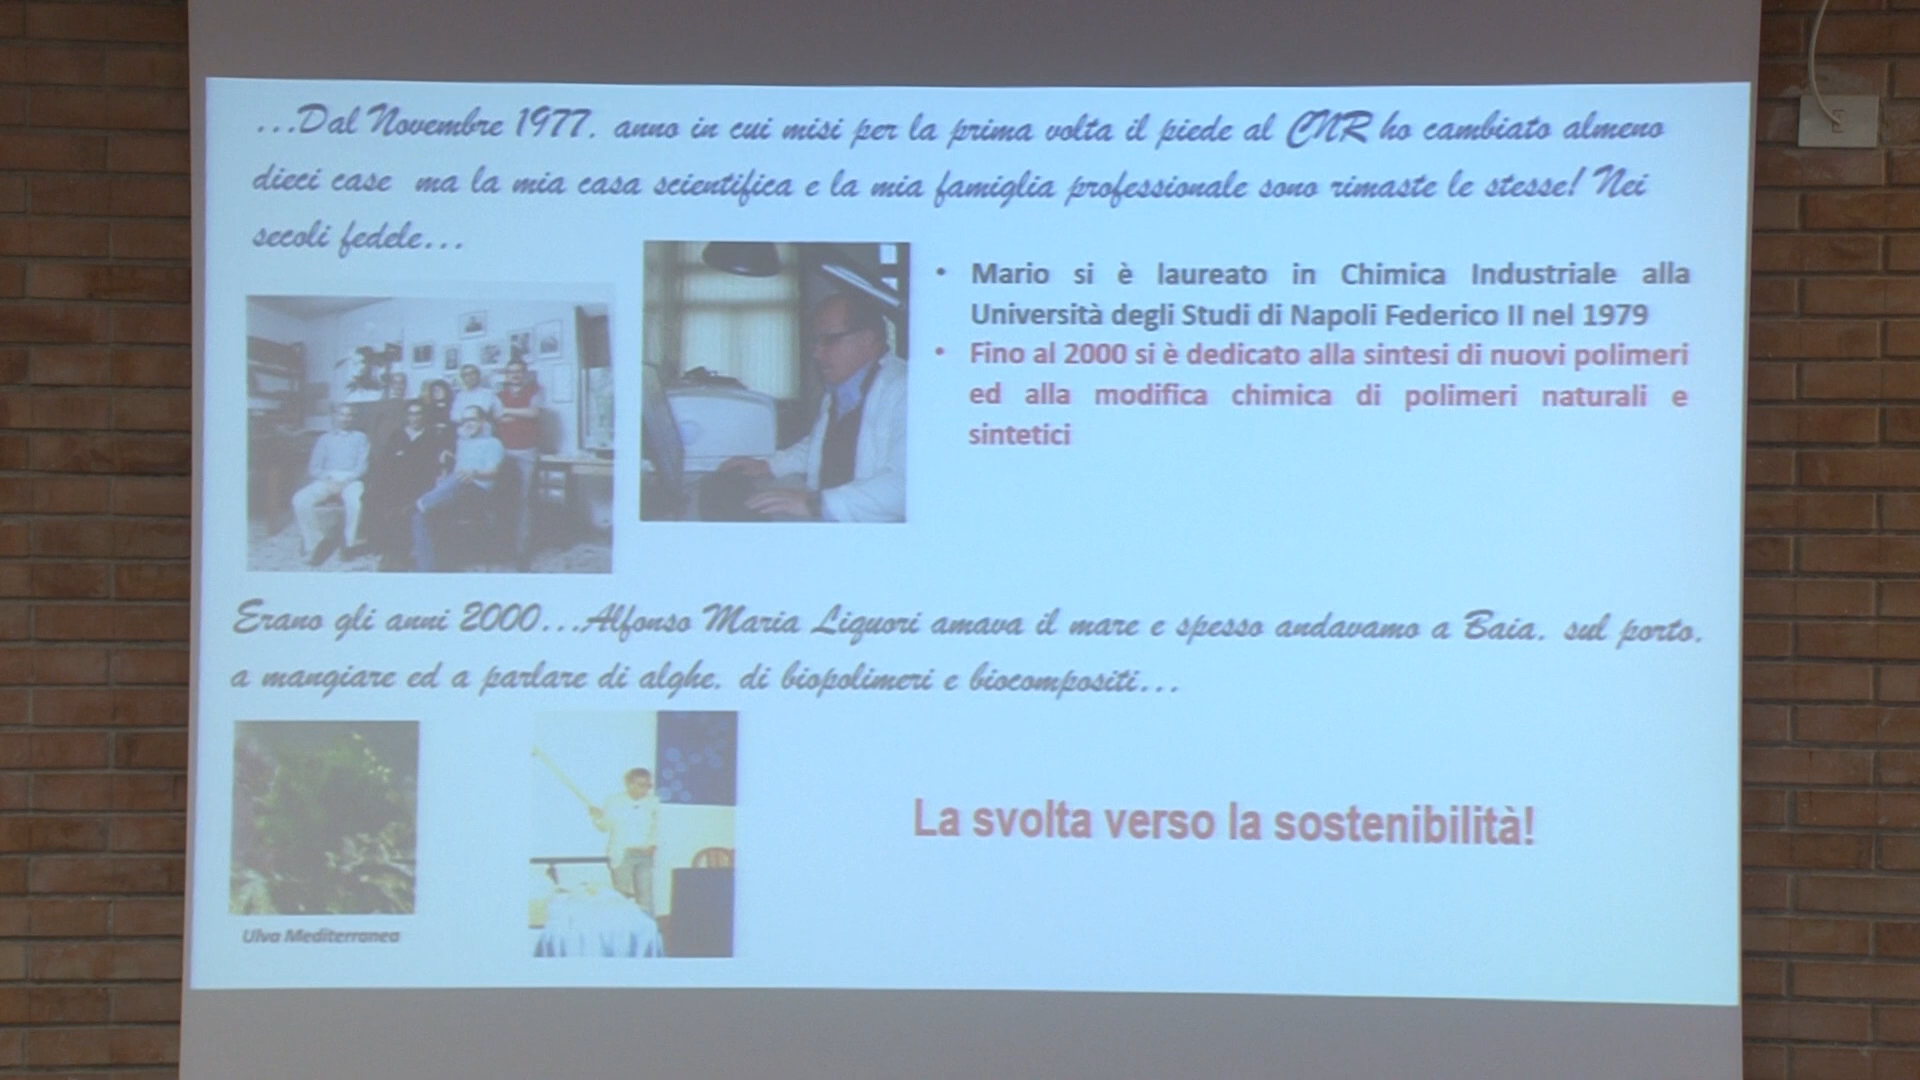 ...Dal Novembre 1977, anno in cui misi per la prima volta il piede al CNR ho cambiato almeno
dieci case ma la mia casa scientifica e la mia famiglia professionale sono rimaste le stesse! Nei
secoli fedele...
• Mario si è laureato in Chimica Industriale alla
Università degli Studi di Napoli Federico II nel 1979
• Fino al 2000 si è dedicato alla sintesi di nuovi polimeri
ed alla modifica chimica di polimeri naturali e
sintetici
Erano gli anni 2000...Alfonso Maria Liquori amava il mare e spesso andavamo a Baia, sul porto,
a mangiare ed a parlare di alghe, di biopolimeri e biocompositi...
Ulva Mediterranea
La svolta verso la sostenibilità!